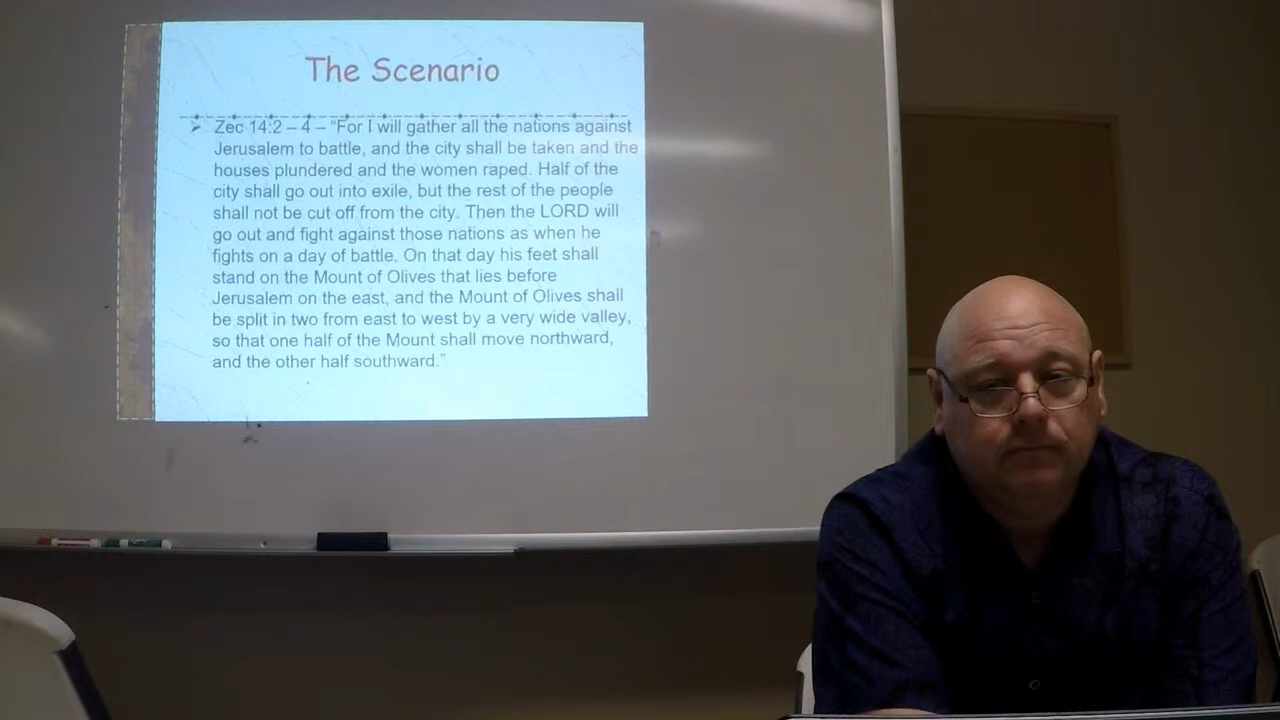 The Scenario
➢ Zec 14:2 – 4 – “For I will gather all the nations against
Jerusalem to battle, and the city shall be taken and the
houses plundered and the women raped. Half of the
city shall go out into exile, but the rest of the people
shall not be cut off from the city. Then the LORD will
go out and fight against those nations as when he
fights on a day of battle. On that day his feet shall
stand on the Mount of Olives that lies before
Jerusalem on the east, and the Mount of Olives shall
be split in two from east to west by a very wide valley,
so that one half of the Mount shall move northward,
and the other half southward.”